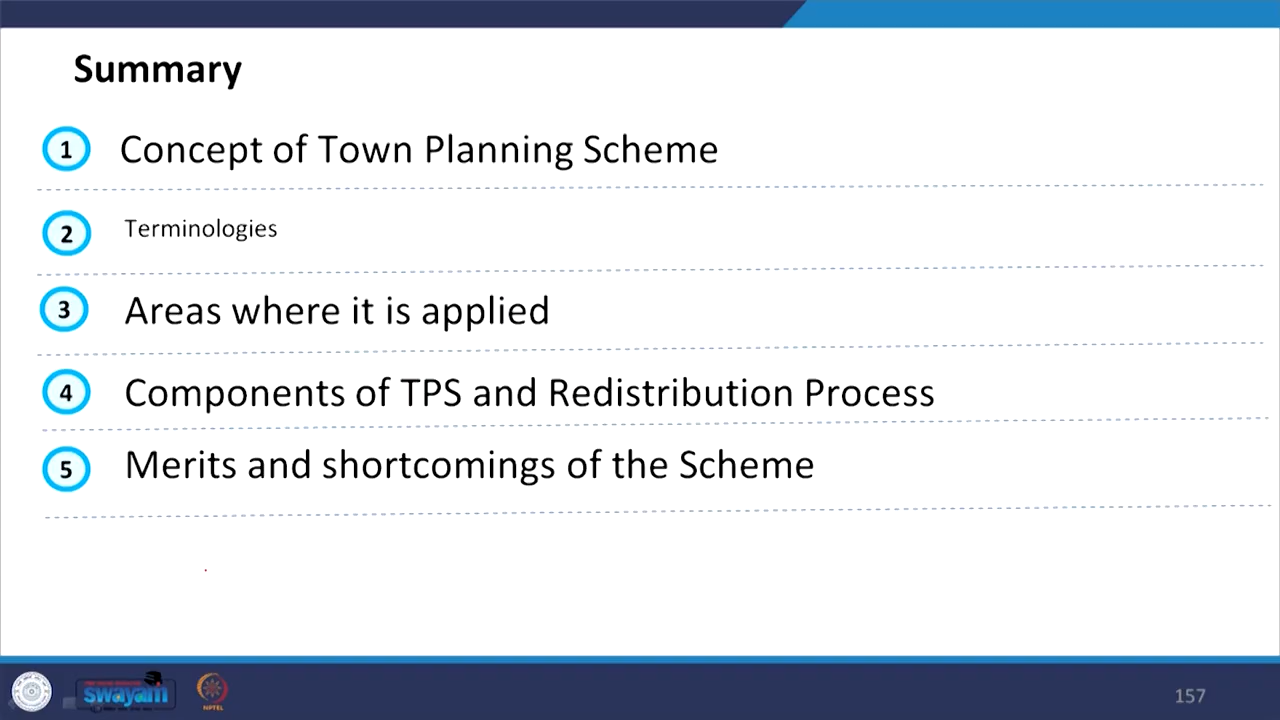 Summary
1 Concept of Town Planning Scheme
2 Terminologies
3 Areas where it is applied
4 Components of TPS and Redistribution Process
5 Merits and shortcomings of the Scheme
swayam
NPTEL
157